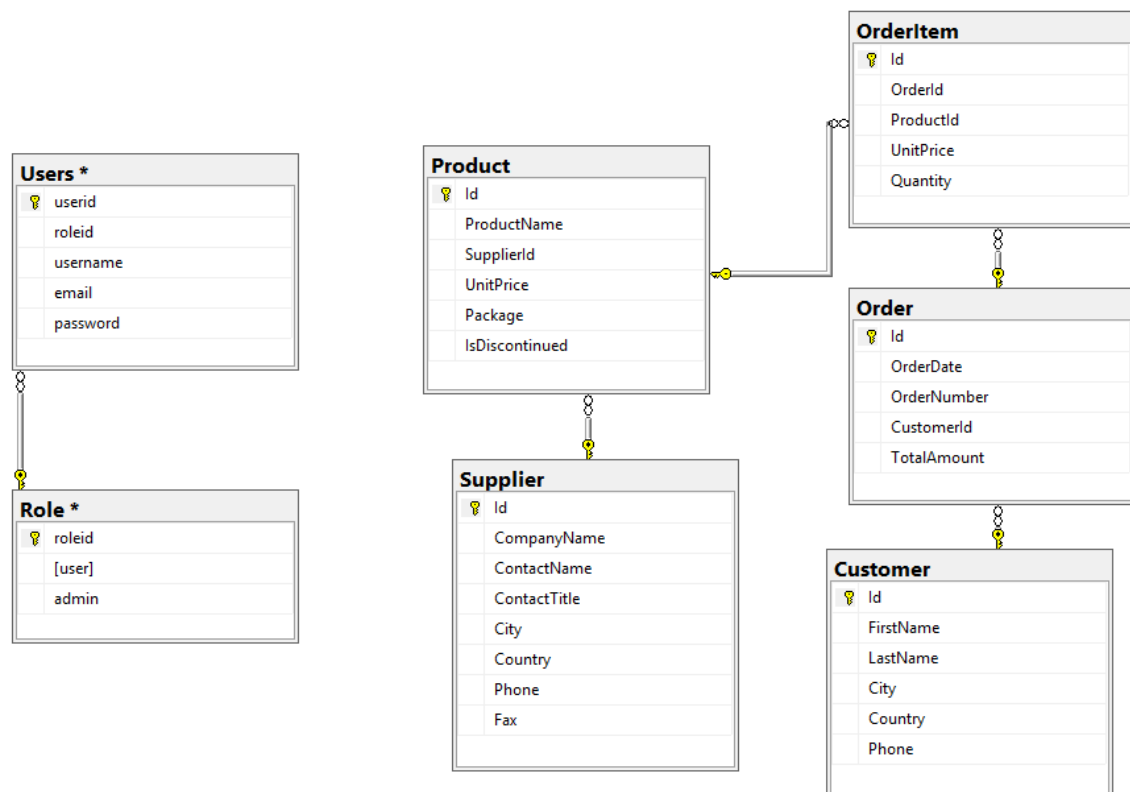 Users *
userid
roleid
username
email
password
Role *
roleid
[user]
admin
Product
Id
ProductName
SupplierId
UnitPrice
Package
IsDiscontinued
Supplier
Id
CompanyName
ContactName
ContactTitle
City
Country
Phone
Fax
OrderItem
Id
OrderId
ProductId
UnitPrice
Quantity
Order
Id
OrderDate
OrderNumber
CustomerId
TotalAmount
Customer
Id
FirstName
LastName
City
Country
Phone